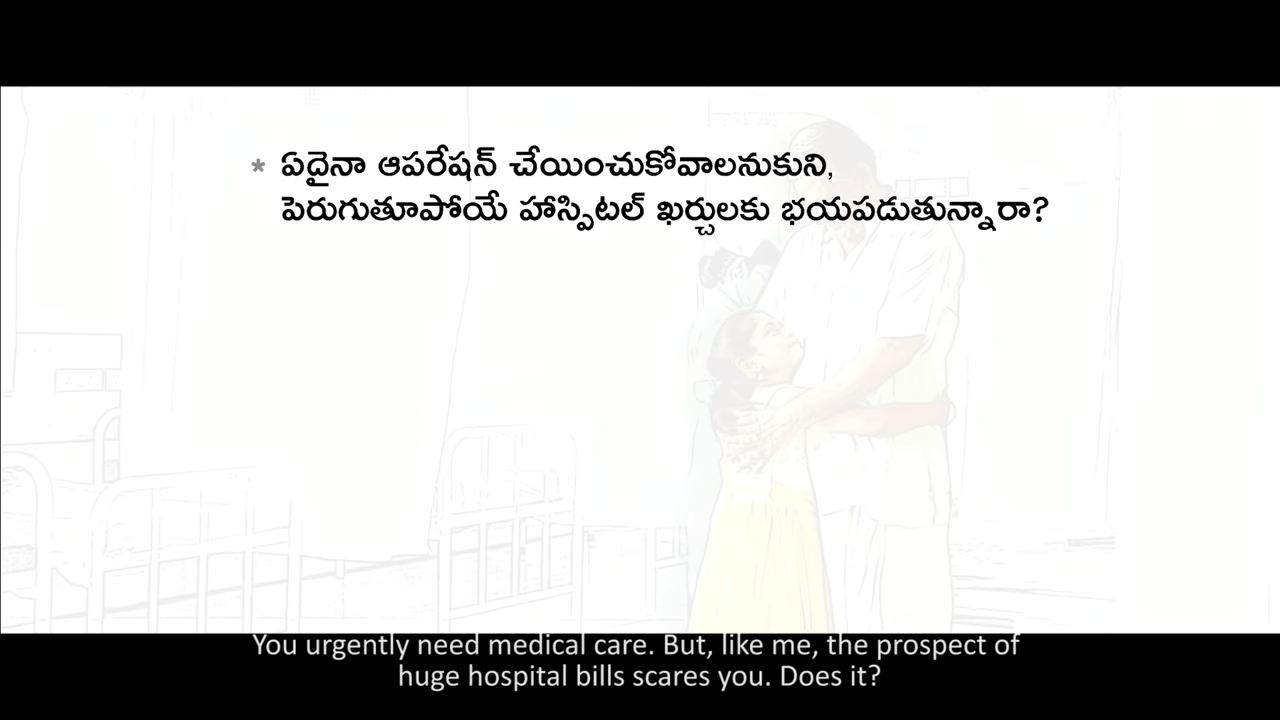 * ఏదైనా ఆపరేషన్ చేయించుకోవాలనుకుని,
పెరుగుతూపోయే హాస్పిటల్ ఖర్చులకు భయపడుతున్నారా?
You urgently need medical care. But, like me, the prospect of
huge hospital bills scares you. Does it?